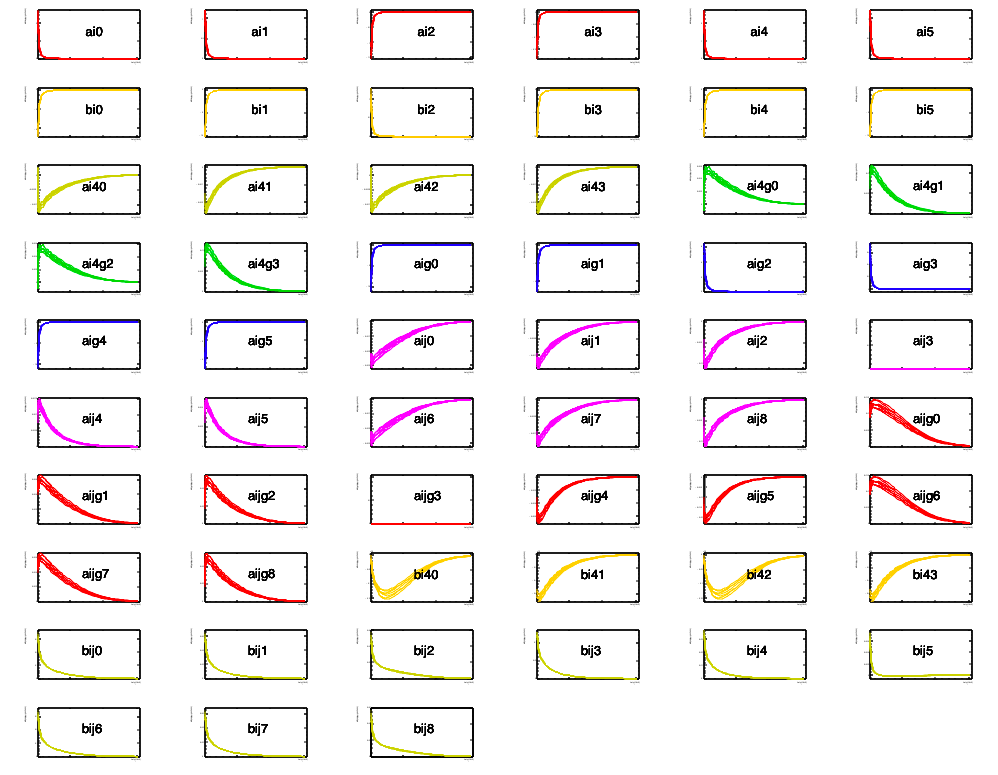 ai0 ai1 ai2 ai3 ai4 ai5
bi0 bi1 bi2 bi3 bi4 bi5
ai40 ai41 ai42 ai43 ai4g0 ai4g1
ai4g2 ai4g3 aig0 aig1 aig2 aig3
aig4 aig5 aij0 aij1 aij2 aij3
aij4 aij5 aij6 aij7 aij8 aijg0
aijg1 aijg2 aijg3 aijg4 aijg5 aijg6
aijg7 aijg8 bi40 bi41 bi42 bi43
bij0 bij1 bij2 bij3 bij4 bij5
bij6 bij7 bij8